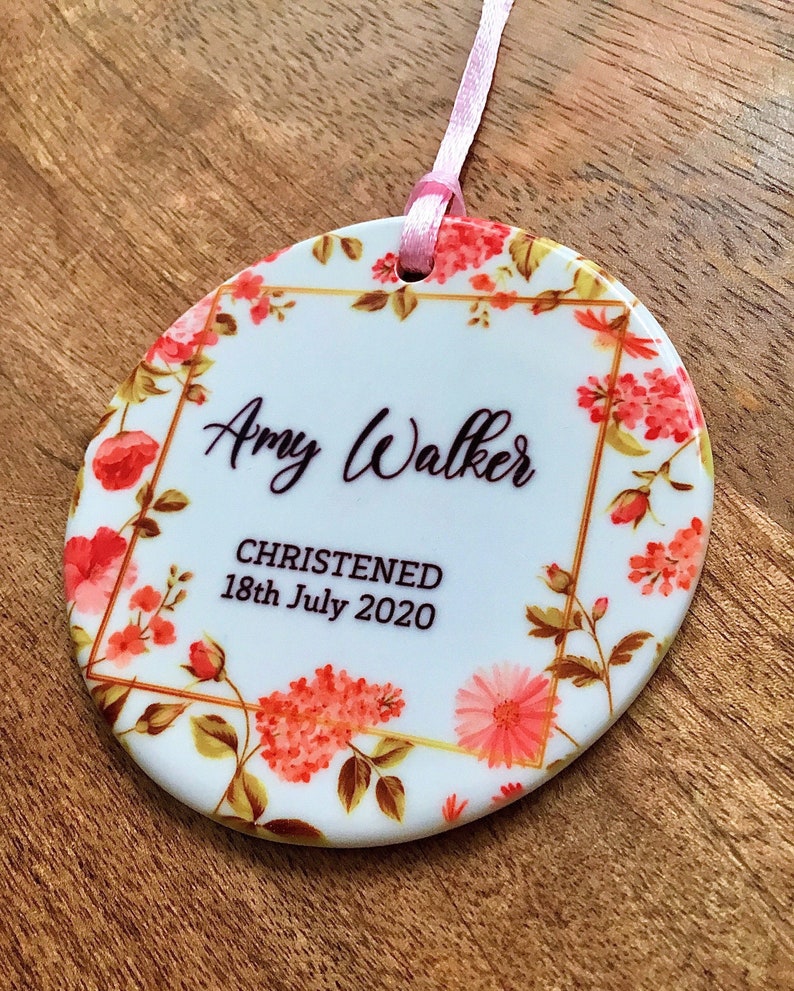 Amy Walker
CHRISTENED
18th July 2020